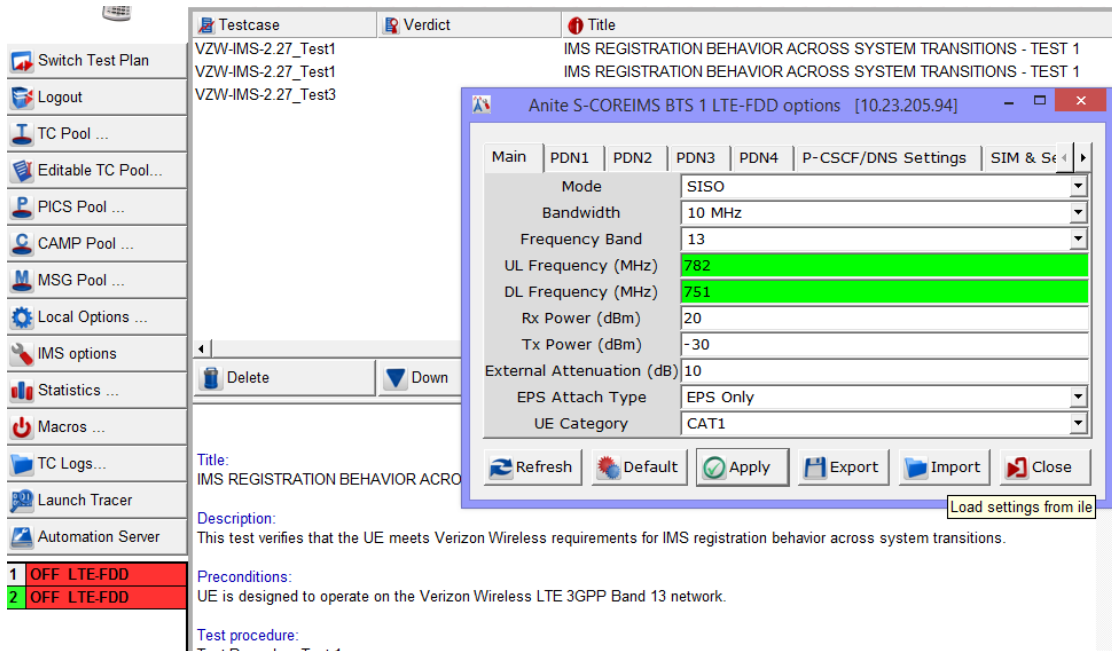 Testcase
Verdict
Title
VZW-IMS-2.27_Test1
IMS REGISTRATION BEHAVIOR ACROSS SYSTEM TRANSITIONS - TEST 1
VZW-IMS-2.27_Test1
IMS REGISTRATION BEHAVIOR ACROSS SYSTEM TRANSITIONS - TEST 1
VZW-IMS-2.27_Test3
Switch Test Plan
Logout
TC Pool ...
Editable TC Pool...
PICS Pool ...
CAMP Pool ...
MSG Pool ...
Local Options ...
IMS options
Statistics ...
Macros ...
TC Logs...
Launch Tracer
Automation Server
1 OFF LTE-FDD
2 OFF LTE-FDD
Anite S-COREIMS BTS 1 LTE-FDD options [10.23.205.94]
Main PDN1 PDN2 PDN3 PDN4 P-CSCF/DNS Settings SIM & Se
Mode SISO
Bandwidth 10 MHz
Frequency Band 13
UL Frequency (MHz) 782
DL Frequency (MHz) 751
Rx Power (dBm) 20
Tx Power (dBm) -30
External Attenuation (dB) 10
EPS Attach Type EPS Only
UE Category CAT1
Refresh Default Apply Export Import Close
Load settings from ile
Delete
Down
Title:
IMS REGISTRATION BEHAVIOR ACRO
Description:
This test verifies that the UE meets Verizon Wireless requirements for IMS registration behavior across system transitions.
Preconditions:
UE is designed to operate on the Verizon Wireless LTE 3GPP Band 13 network.
Test procedure: